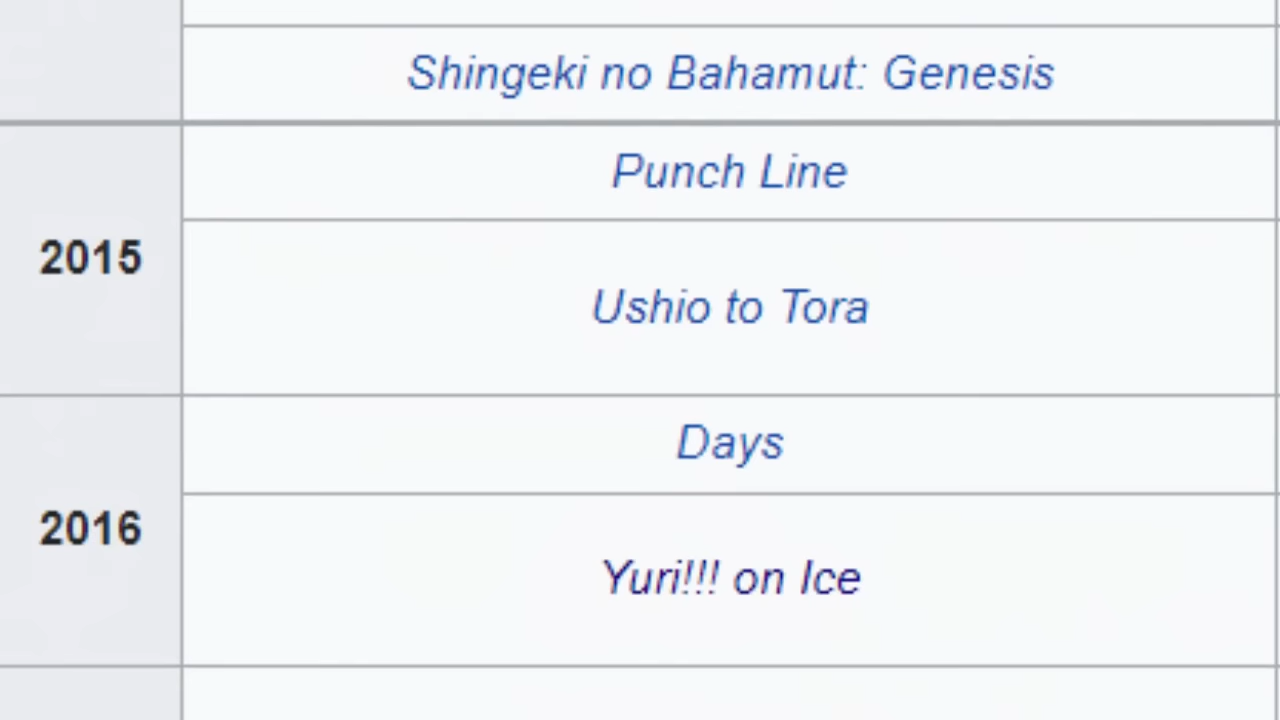 Shingeki no Bahamut: Genesis
Punch Line
2015
Ushio to Tora
Days
2016
Yuri!!! on Ice